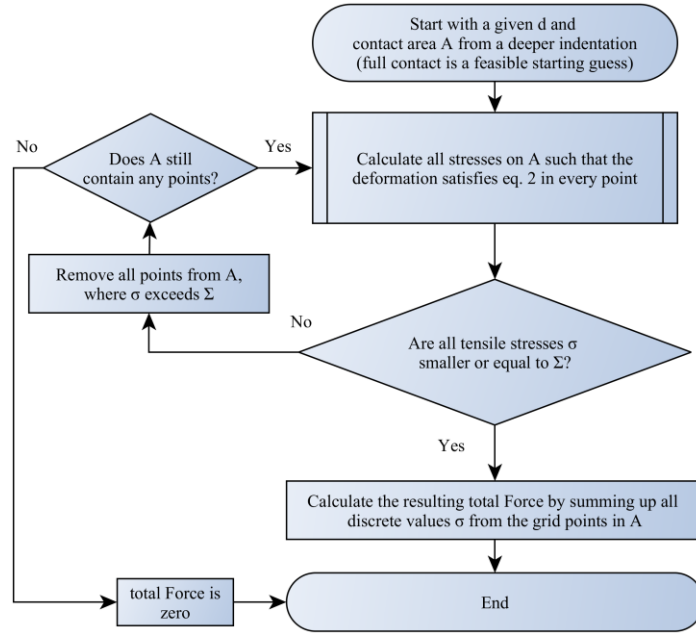 Start with a given d and
contact area A from a deeper indentation
(full contact is a feasible starting guess)
No
Does A still
contain any points?
Yes
Calculate all stresses on A such that the
deformation satisfies eq. 2 in every point
Remove all points from A,
where σ exceeds Σ
No
Are all tensile stresses σ
smaller or equal to Σ?
Yes
Calculate the resulting total Force by summing up all
discrete values σ from the grid points in A
total Force is
zero
End